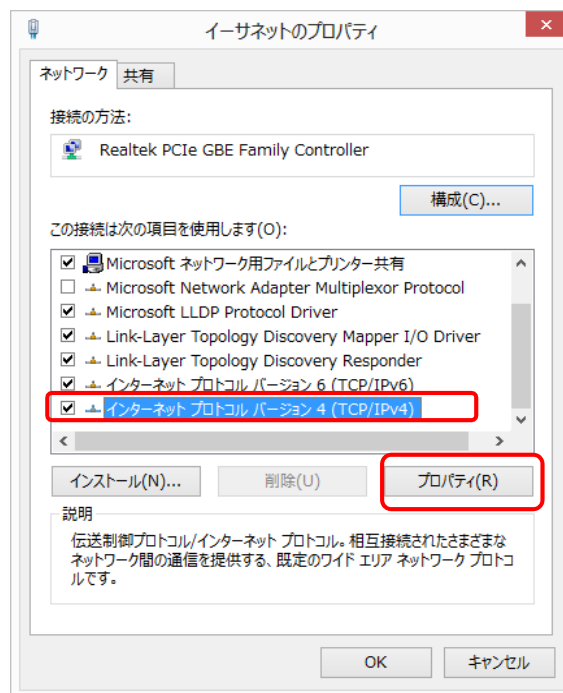 イーサネットのプロパティ
ネットワーク 共有
接続の方法:
Realtek PCIe GBE Family Controller
構成(C)...
この接続は次の項目を使用します(O):
Microsoft ネットワーク用ファイルとプリンター共有
Microsoft Network Adapter Multiplexor Protocol
Microsoft LLDP Protocol Driver
Link-Layer Topology Discovery Mapper I/O Driver
Link-Layer Topology Discovery Responder
インターネット プロトコル バージョン 6 (TCP/IPv6)
インターネット プロトコル バージョン 4 (TCP/IPv4)
インストール(N)... 削除(U) プロパティ(R)
説明
伝送制御プロトコル/インターネット プロトコル。相互接続されたさまざまな
ネットワーク間の通信を提供する、既定のワイド エリア ネットワーク プロトコ
ルです。
OK キャンセル